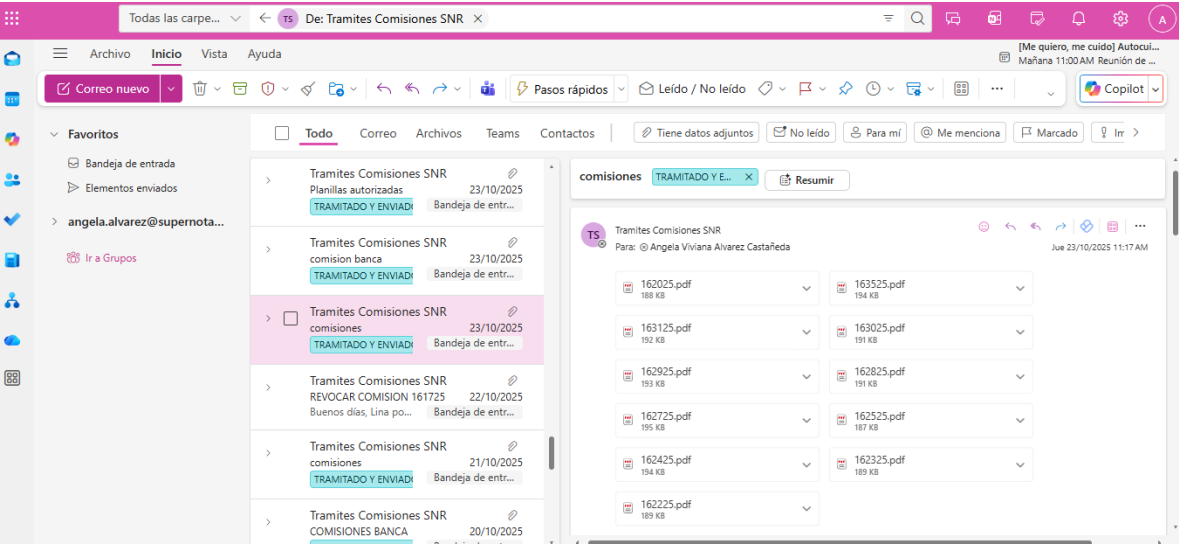 Todas las carpe...
TS De: Tramites Comisiones SNR
A
Archivo Inicio Vista Ayuda
[Me quiero, me cuido] Autocui...
Mañana 11:00 AM Reunión de ...
Correo nuevo
Pasos rápidos
Leído / No leído
Copilot
Favoritos
Bandeja de entrada
Elementos enviados
angela.alvarez@supernota...
Ir a Grupos
Todo Correo Archivos Teams Contactos
Tiene datos adjuntos
No leído
Para mí
@ Me menciona
Marcado
Im
Tramites Comisiones SNR
Planillas autorizadas 23/10/2025
TRAMITADO Y ENVIADO Bandeja de entr...
Tramites Comisiones SNR
comision banca 23/10/2025
TRAMITADO Y ENVIADO Bandeja de entr...
Tramites Comisiones SNR
comisiones 23/10/2025
TRAMITADO Y ENVIADO Bandeja de entr...
Tramites Comisiones SNR
REVOCAR COMISION 161725 22/10/2025
Buenos días, Lina po... Bandeja de entr...
Tramites Comisiones SNR
comisiones 21/10/2025
TRAMITADO Y ENVIADO Bandeja de entr...
Tramites Comisiones SNR
COMISIONES BANCA 20/10/2025
comisiones TRAMITADO Y E... Resumir
TS
Tramites Comisiones SNR
Para: Angela Viviana Alvarez Castañeda
Jue 23/10/2025 11:17 AM
162025.pdf
188 KB
163525.pdf
194 KB
163125.pdf
192 KB
163025.pdf
191 KB
162925.pdf
193 KB
162825.pdf
191 KB
162725.pdf
195 KB
162525.pdf
187 KB
162425.pdf
194 KB
162325.pdf
189 KB
162225.pdf
189 KB